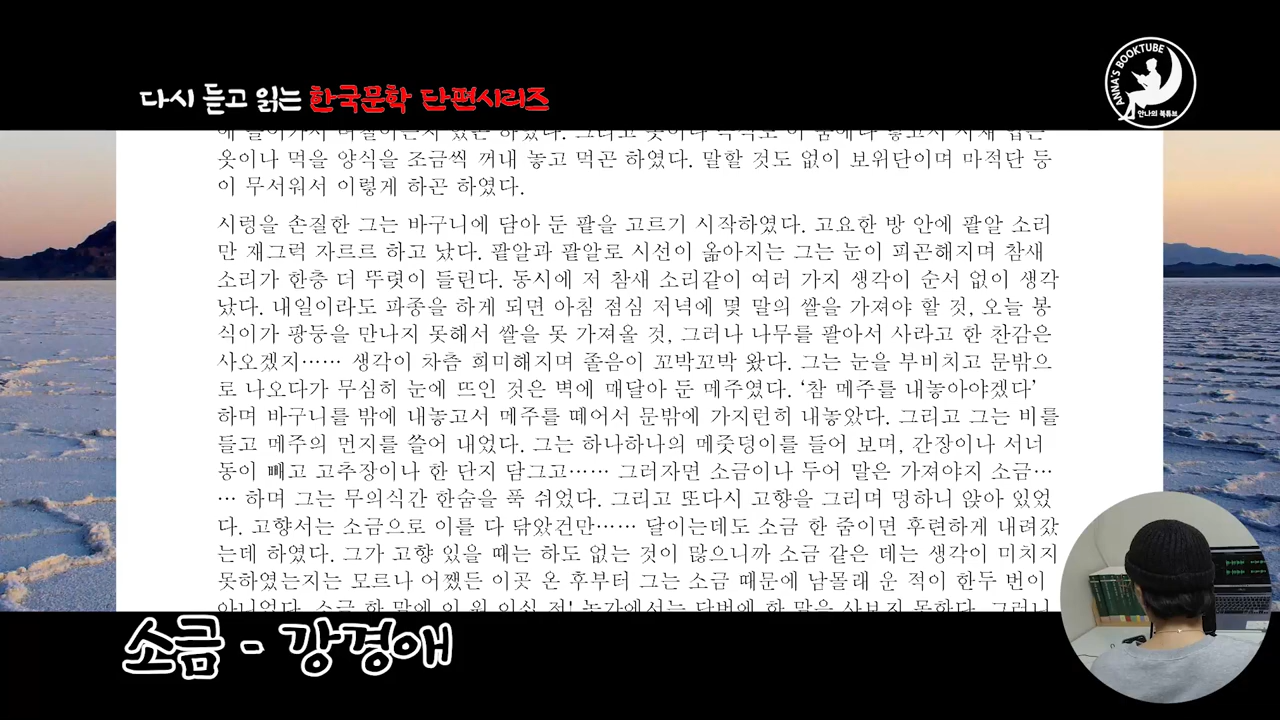 다시 듣고 읽는 한국문학 단편시리즈
ANNA'S BOOKTUBE
안나의 북튜브
옷이나 먹을 양식을 조금씩 꺼내 놓고 먹곤 하였다. 말할 것도 없이 보위단이며 마적단 등
이 무서워서 이렇게 하곤 하였다.
시렁을 손질한 그는 바구니에 담아 둔 팥을 고르기 시작하였다. 고요한 방 안에 팥알 소리
만 재그럭 자르르 하고 났다. 팥알과 팥알로 시선이 옮아지는 그는 눈이 피곤해지며 참새
소리가 한층 더 뚜렷이 들린다. 동시에 저 참새 소리같이 여러 가지 생각이 순서 없이 생각
났다. 내일이라도 파종을 하게 되면 아침 점심 저녁에 몇 말의 쌀을 가져야 할 것, 오늘 봉
식이가 팡둥을 만나지 못해서 쌀을 못 가져올 것, 그러나 나무를 팔아서 사라고 한 찬감은
사오겠지…… 생각이 차츰 희미해지며 졸음이 꼬박꼬박 왔다. 그는 눈을 부비치고 문밖으
로 나오다가 무심히 눈에 뜨인 것은 벽에 매달아 둔 메주였다. ‘참 메주를 내놓아야겠다’
하며 바구니를 밖에 내놓고서 메주를 떼어서 문밖에 가지런히 내놓았다. 그리고 그는 비를
들고 메주의 먼지를 쓸어 내었다. 그는 하나하나의 메줏덩이를 들어 보며, 간장이나 서너
동이 빼고 고추장이나 한 단지 담그고…… 그러자면 소금이나 두어 말은 가져야지 소금…
… 하며 그는 무의식간 한숨을 푹 쉬었다. 그리고 또다시 고향을 그리며 멍하니 앉아 있었
다. 고향서는 소금으로 이를 다 닦았건만…… 달이는데도 소금 한 줌이면 후련하게 내려갔
는데 하였다. 그가 고향 있을 때는 하도 없는 것이 많으니까 소금 같은 데는 생각이 미치지
못하였는지는 모르나 어쨌든 이곳 온 후부터 그는 소금 때문에 남몰래 운 적이 한두 번이
소금 - 강경애